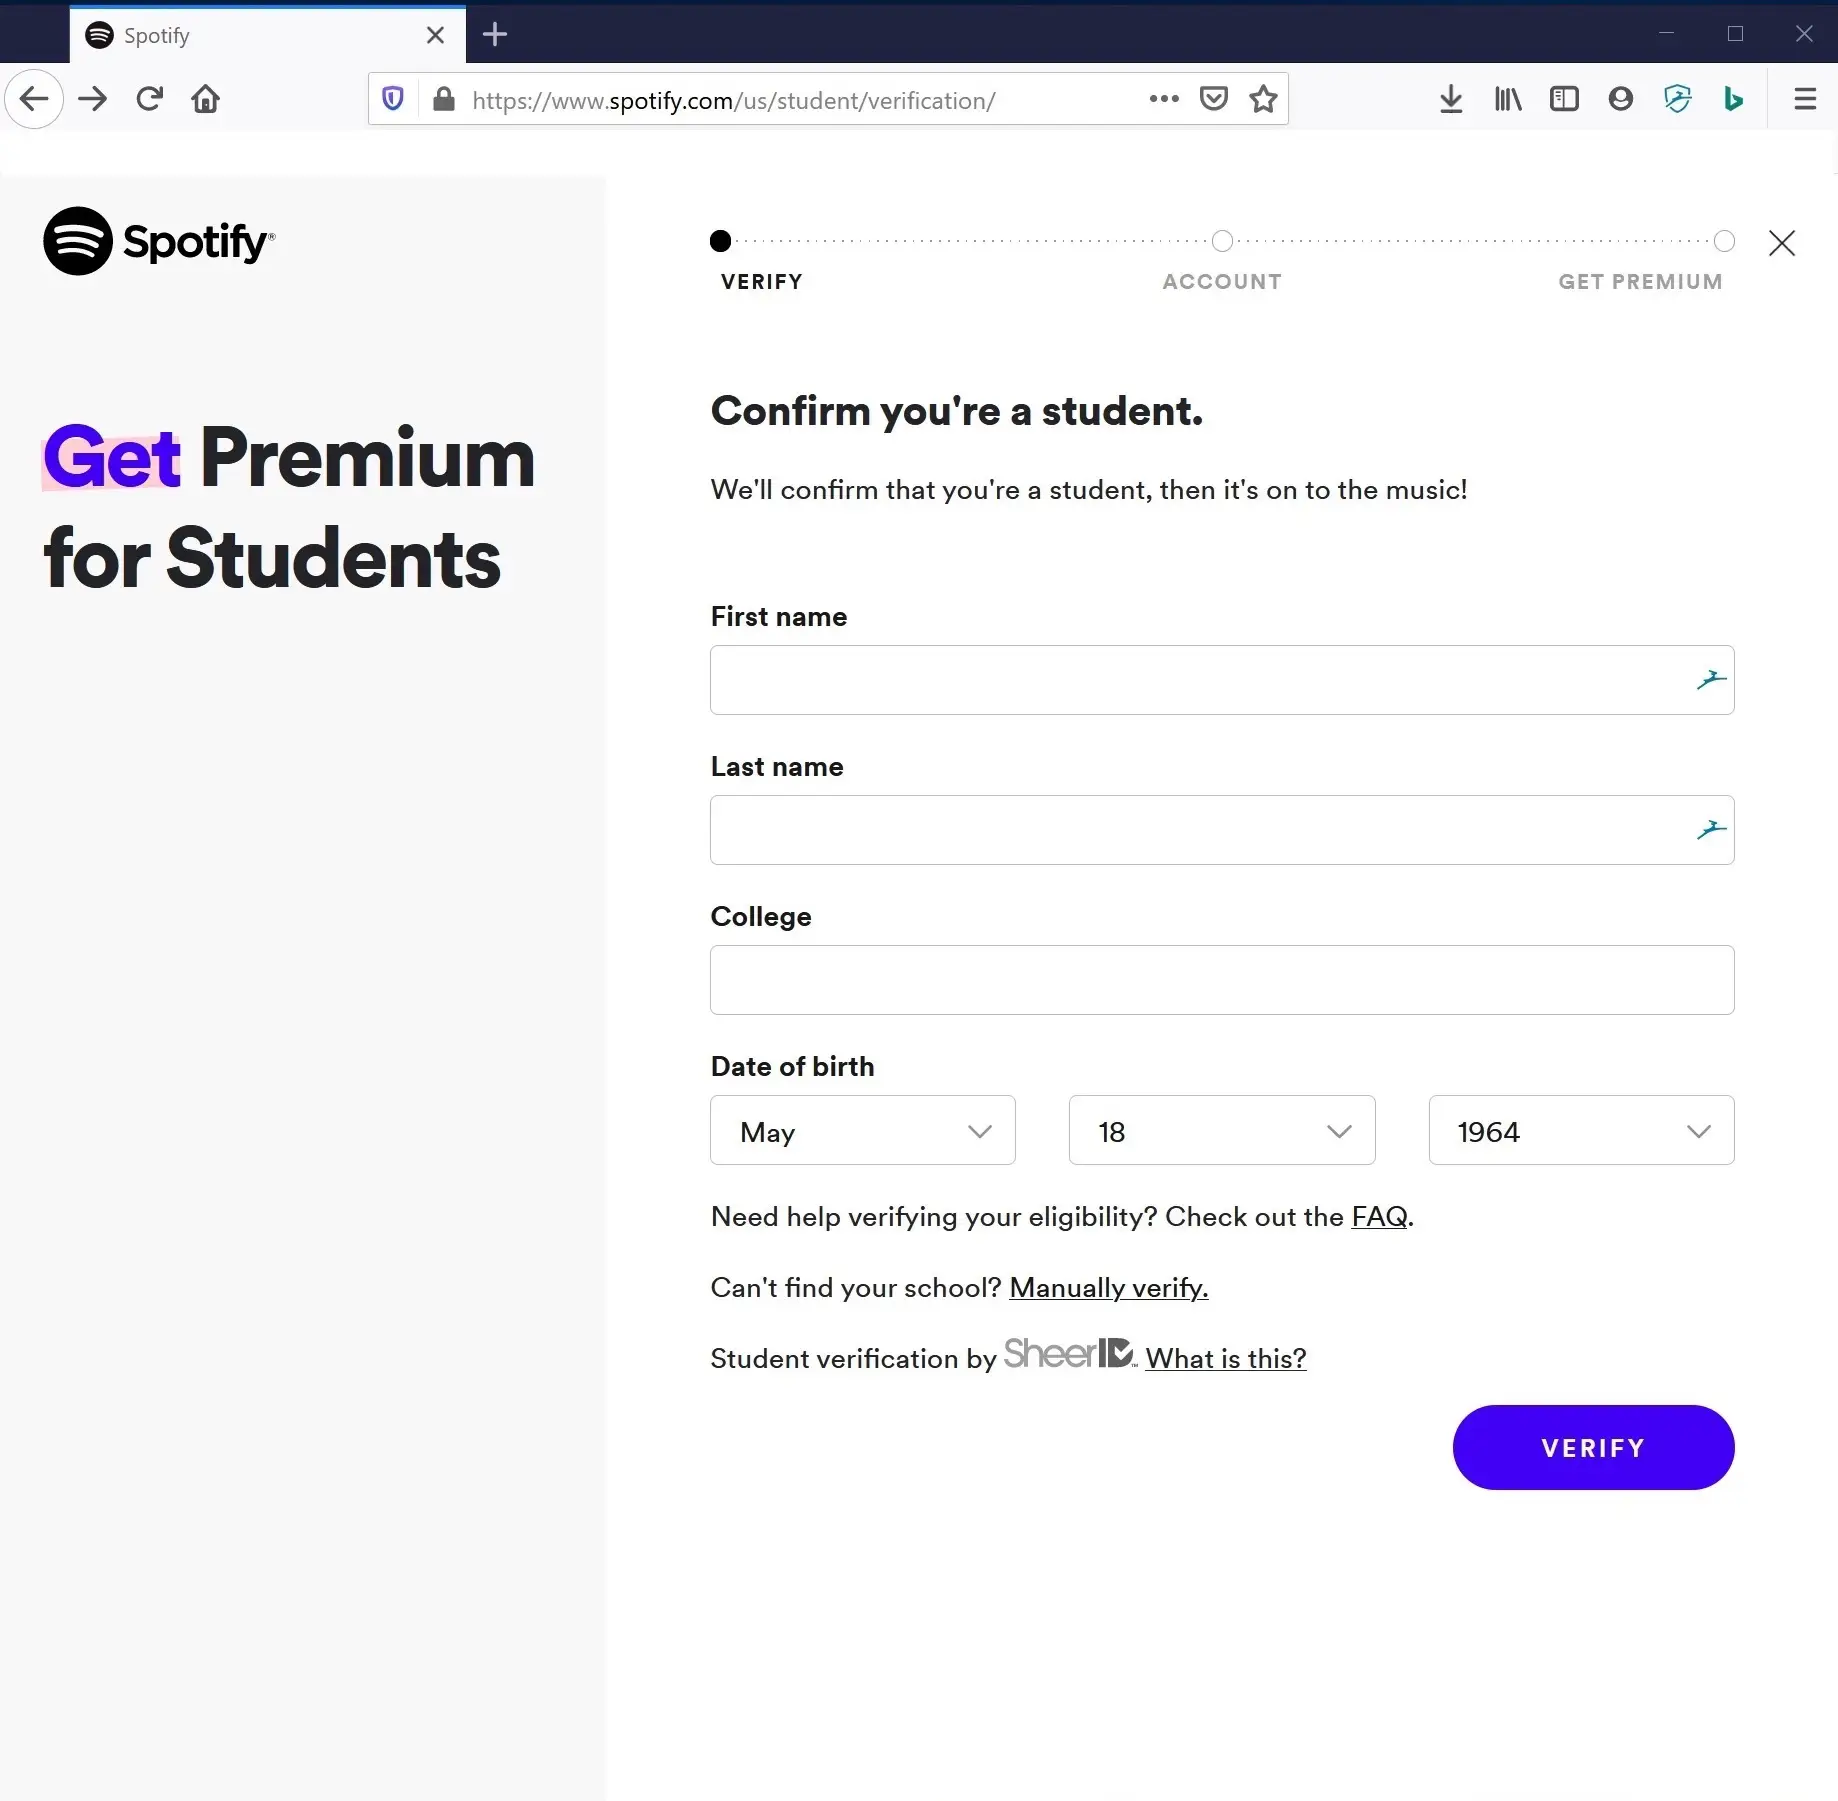 Spotify
https://www.spotify.com/us/student/verification/
Spotify®
VERIFY
ACCOUNT
GET PREMIUM
Get Premium
for Students
Confirm you're a student.
We'll confirm that you're a student, then it's on to the music!
First name
Last name
College
Date of birth
May 18 1964
Need help verifying your eligibility? Check out the FAQ.
Can't find your school? Manually verify.
Student verification by SheerID™ What is this?
VERIFY